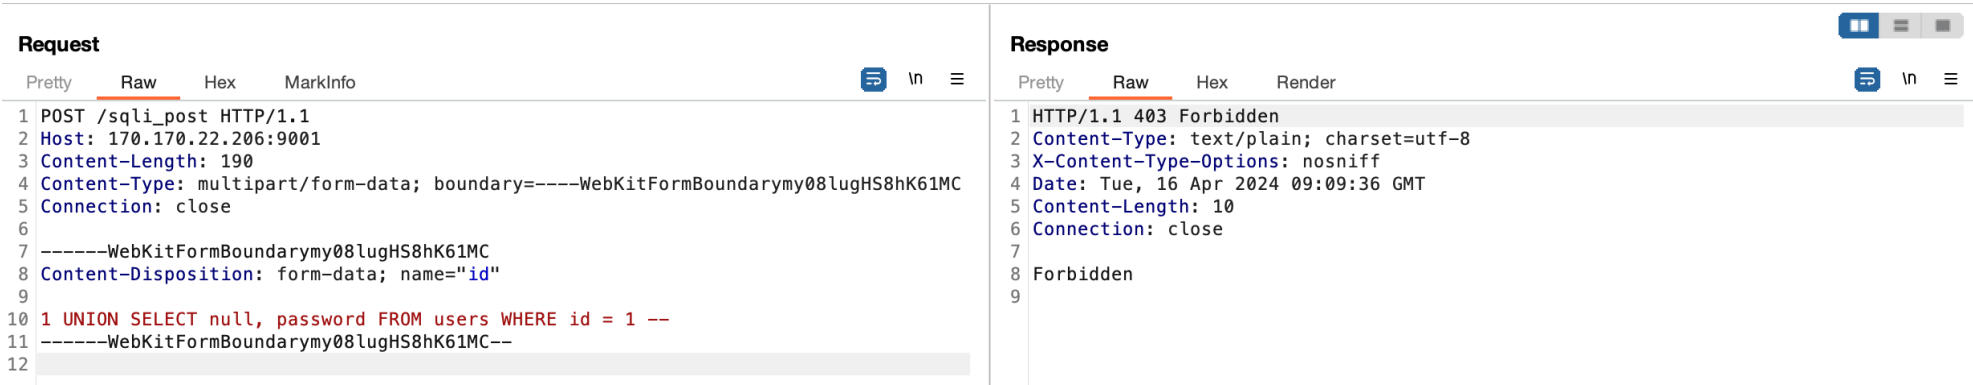 Request
Pretty Raw Hex MarkInfo \n
1 POST /sqli_post HTTP/1.1
2 Host: 170.170.22.206:9001
3 Content-Length: 190
4 Content-Type: multipart/form-data; boundary=----WebKitFormBoundarymy08lugHS8hK61MC
5 Connection: close
6
7 ------WebKitFormBoundarymy08lugHS8hK61MC
8 Content-Disposition: form-data; name="id"
9
10 1 UNION SELECT null, password FROM users WHERE id = 1 --
11 ------WebKitFormBoundarymy08lugHS8hK61MC--
12
Response
Pretty Raw Hex Render \n
1 HTTP/1.1 403 Forbidden
2 Content-Type: text/plain; charset=utf-8
3 X-Content-Type-Options: nosniff
4 Date: Tue, 16 Apr 2024 09:09:36 GMT
5 Content-Length: 10
6 Connection: close
7
8 Forbidden
9